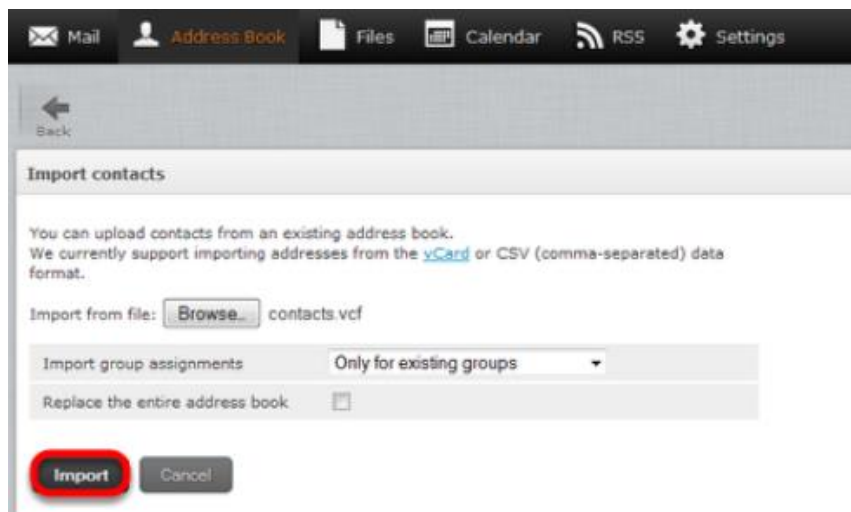 Mail Address Book Files Calendar RSS Settings
Back
Import contacts
You can upload contacts from an existing address book.
We currently support importing addresses from the vCard or CSV (comma-separated) data
format.
Import from file: Browse... contacts.vcf
Import group assignments Only for existing groups
Replace the entire address book
Import Cancel